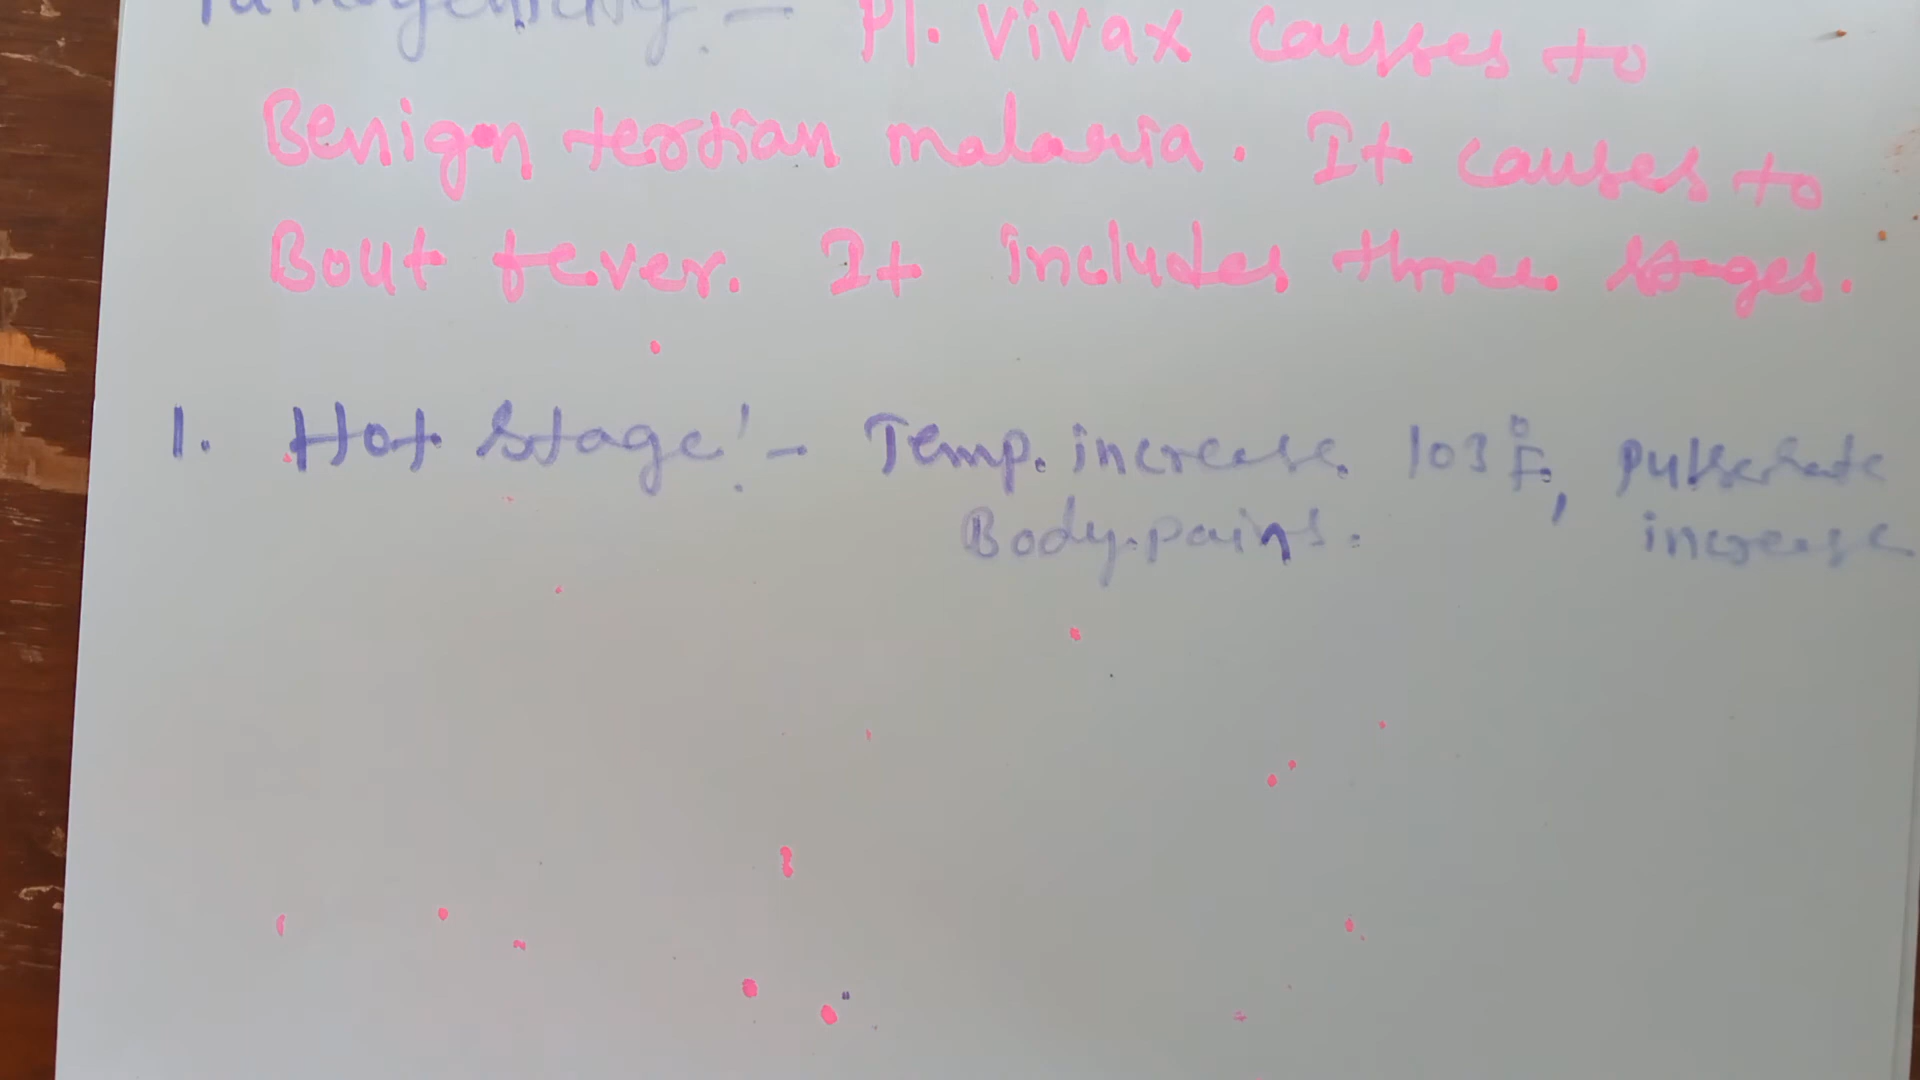 Pathogenicity :- Pl. vivax causes to
Benign tertian malaria. It causes to
Bout fever. It includes three stages.
1. Hot stage :- Temp. increase 103°F, pulse rate
Body pains. increase